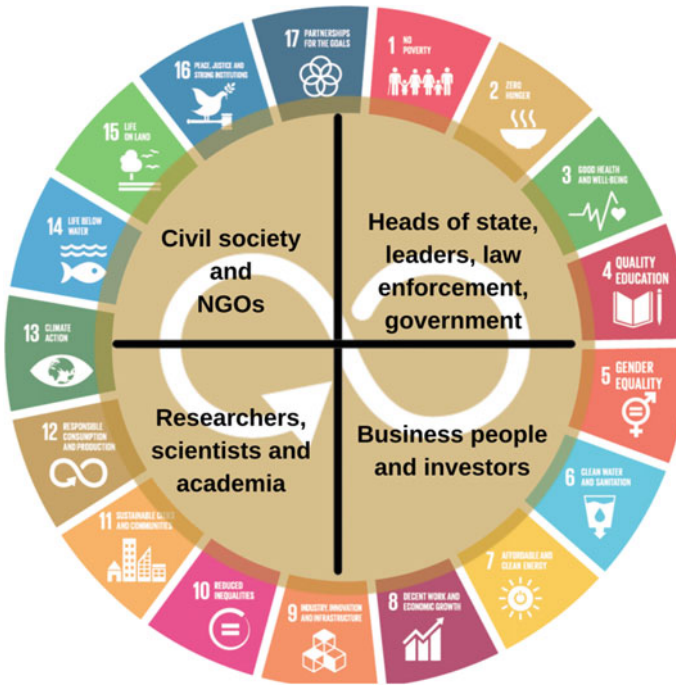 17 PARTNERSHIPS
FOR THE GOALS
1 NO
POVERTY
2 ZERO
HUNGER
3 GOOD HEALTH
AND WELL-BEING
4 QUALITY
EDUCATION
5 GENDER
EQUALITY
6 CLEAN WATER
AND SANITATION
7 AFFORDABLE AND
CLEAN ENERGY
8 DECENT WORK AND
ECONOMIC GROWTH
9 INDUSTRY, INNOVATION
AND INFRASTRUCTURE
10 REDUCED
INEQUALITIES
11 SUSTAINABLE CITIES
AND COMMUNITIES
12 RESPONSIBLE
CONSUMPTION
AND PRODUCTION
13 CLIMATE
ACTION
14 LIFE BELOW
WATER
15 LIFE
ON LAND
16 PEACE, JUSTICE AND
STRONG INSTITUTIONS
Civil society
and
NGOs
Heads of state,
leaders, law
enforcement,
government
Researchers,
scientists and
academia
Business people
and investors